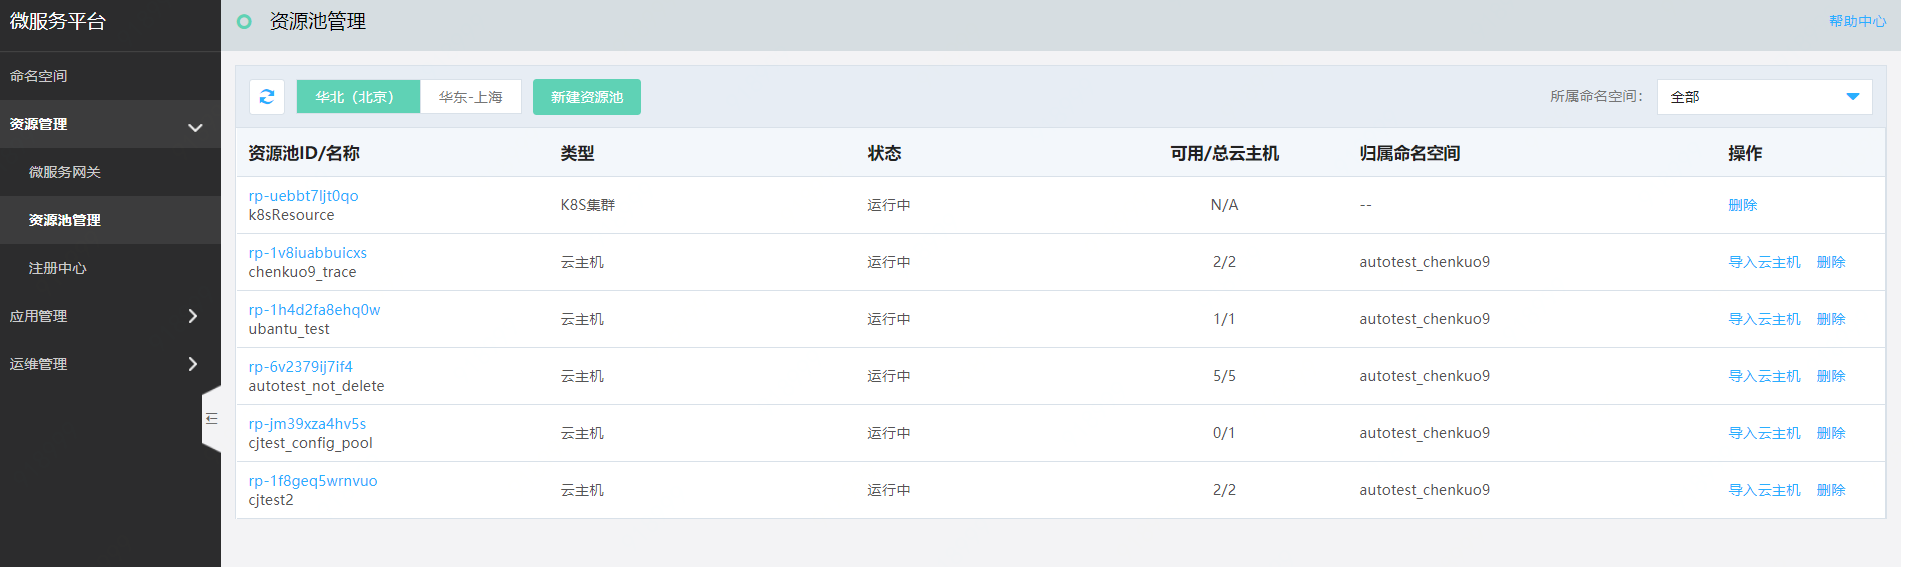 微服务平台
命名空间
资源管理
微服务网关
资源池管理
注册中心
应用管理
运维管理
资源池管理
帮助中心
华北（北京） 华东-上海 新建资源池 所属命名空间： 全部
资源池ID/名称 类型 状态 可用/总云主机 归属命名空间 操作
rp-uebbt7ljt0qo
k8sResource K8S集群 运行中 N/A -- 删除
rp-1v8iuabbuicxs
chenkuo9_trace 云主机 运行中 2/2 autotest_chenkuo9 导入云主机 删除
rp-1h4d2fa8ehq0w
ubantu_test 云主机 运行中 1/1 autotest_chenkuo9 导入云主机 删除
rp-6v2379ij7if4
autotest_not_delete 云主机 运行中 5/5 autotest_chenkuo9 导入云主机 删除
rp-jm39xza4hv5s
cjtest_config_pool 云主机 运行中 0/1 autotest_chenkuo9 导入云主机 删除
rp-1f8geq5wrnvuo
cjtest2 云主机 运行中 2/2 autotest_chenkuo9 导入云主机 删除